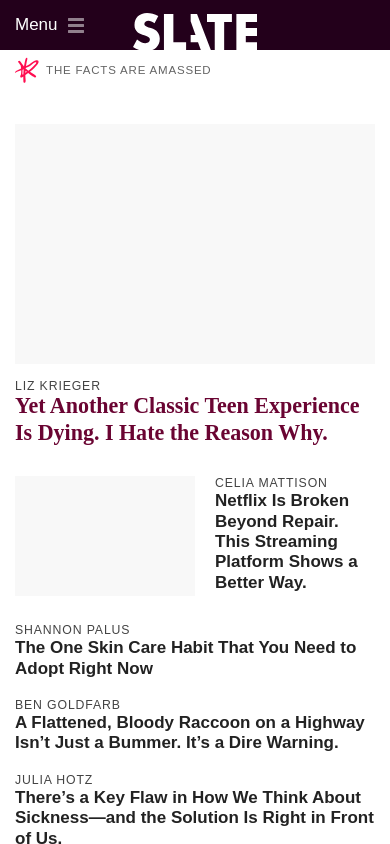 Menu
SLATE
THE FACTS ARE AMASSED
LIZ KRIEGER
Yet Another Classic Teen Experience
Is Dying. I Hate the Reason Why.
CELIA MATTISON
Netflix Is Broken
Beyond Repair.
This Streaming
Platform Shows a
Better Way.
SHANNON PALUS
The One Skin Care Habit That You Need to
Adopt Right Now
BEN GOLDFARB
A Flattened, Bloody Raccoon on a Highway
Isn’t Just a Bummer. It’s a Dire Warning.
JULIA HOTZ
There’s a Key Flaw in How We Think About
Sickness—and the Solution Is Right in Front
of Us.